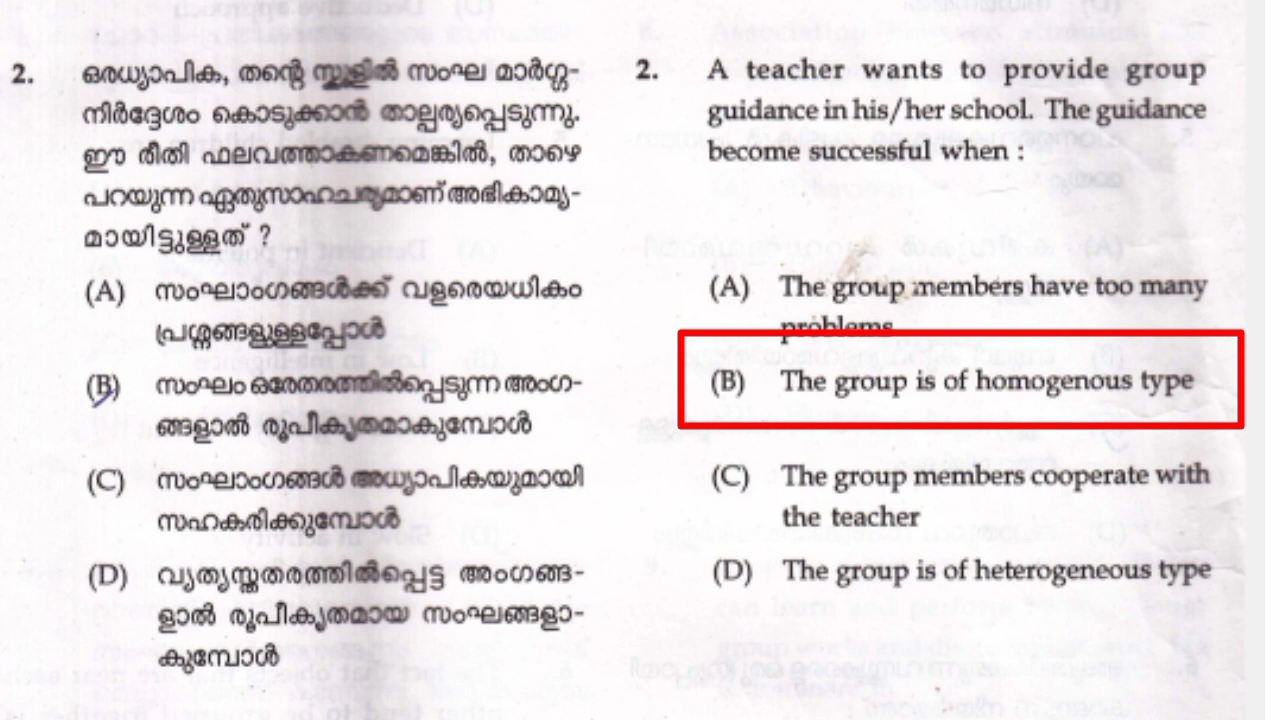 2. ഒരധ്യാപിക, തന്റെ സ്കൂളിൽ സംഘ മാർഗ്ഗ-
നിർദ്ദേശം കൊടുക്കാൻ താല്പര്യപ്പെടുന്നു.
ഈ രീതി ഫലവത്താകണമെങ്കിൽ, താഴെ
പറയുന്ന ഏതുസാഹചര്യമാണ് അഭികാമ്യ-
മായിട്ടുള്ളത് ?
(A) സംഘാംഗങ്ങൾക്ക് വളരെയധികം
പ്രശ്നങ്ങളുള്ളപ്പോൾ
(B) സംഘം ഒരേതരത്തിൽപ്പെടുന്ന അംഗ-
ങ്ങളാൽ രൂപീകൃതമാകുമ്പോൾ
(C) സംഘാംഗങ്ങൾ അധ്യാപികയുമായി
സഹകരിക്കുമ്പോൾ
(D) വ്യത്യസ്തതരത്തിൽപ്പെട്ട അംഗങ്ങ-
ളാൽ രൂപീകൃതമായ സംഘങ്ങളാ-
കുമ്പോൾ
2. A teacher wants to provide group
guidance in his/her school. The guidance
become successful when :
(A) The group members have too many
problems
(B) The group is of homogenous type
(C) The group members cooperate with
the teacher
(D) The group is of heterogeneous type